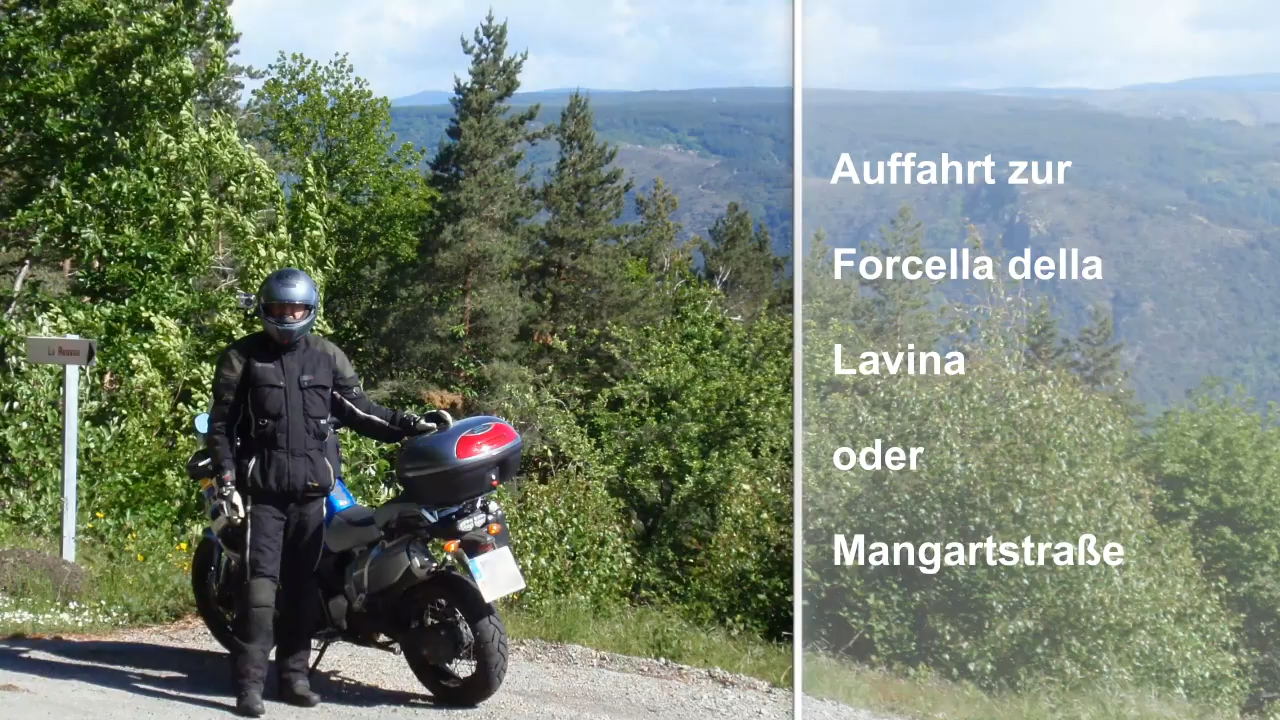 Auffahrt zur
Forcella della
Lavina
oder
Mangartstraße